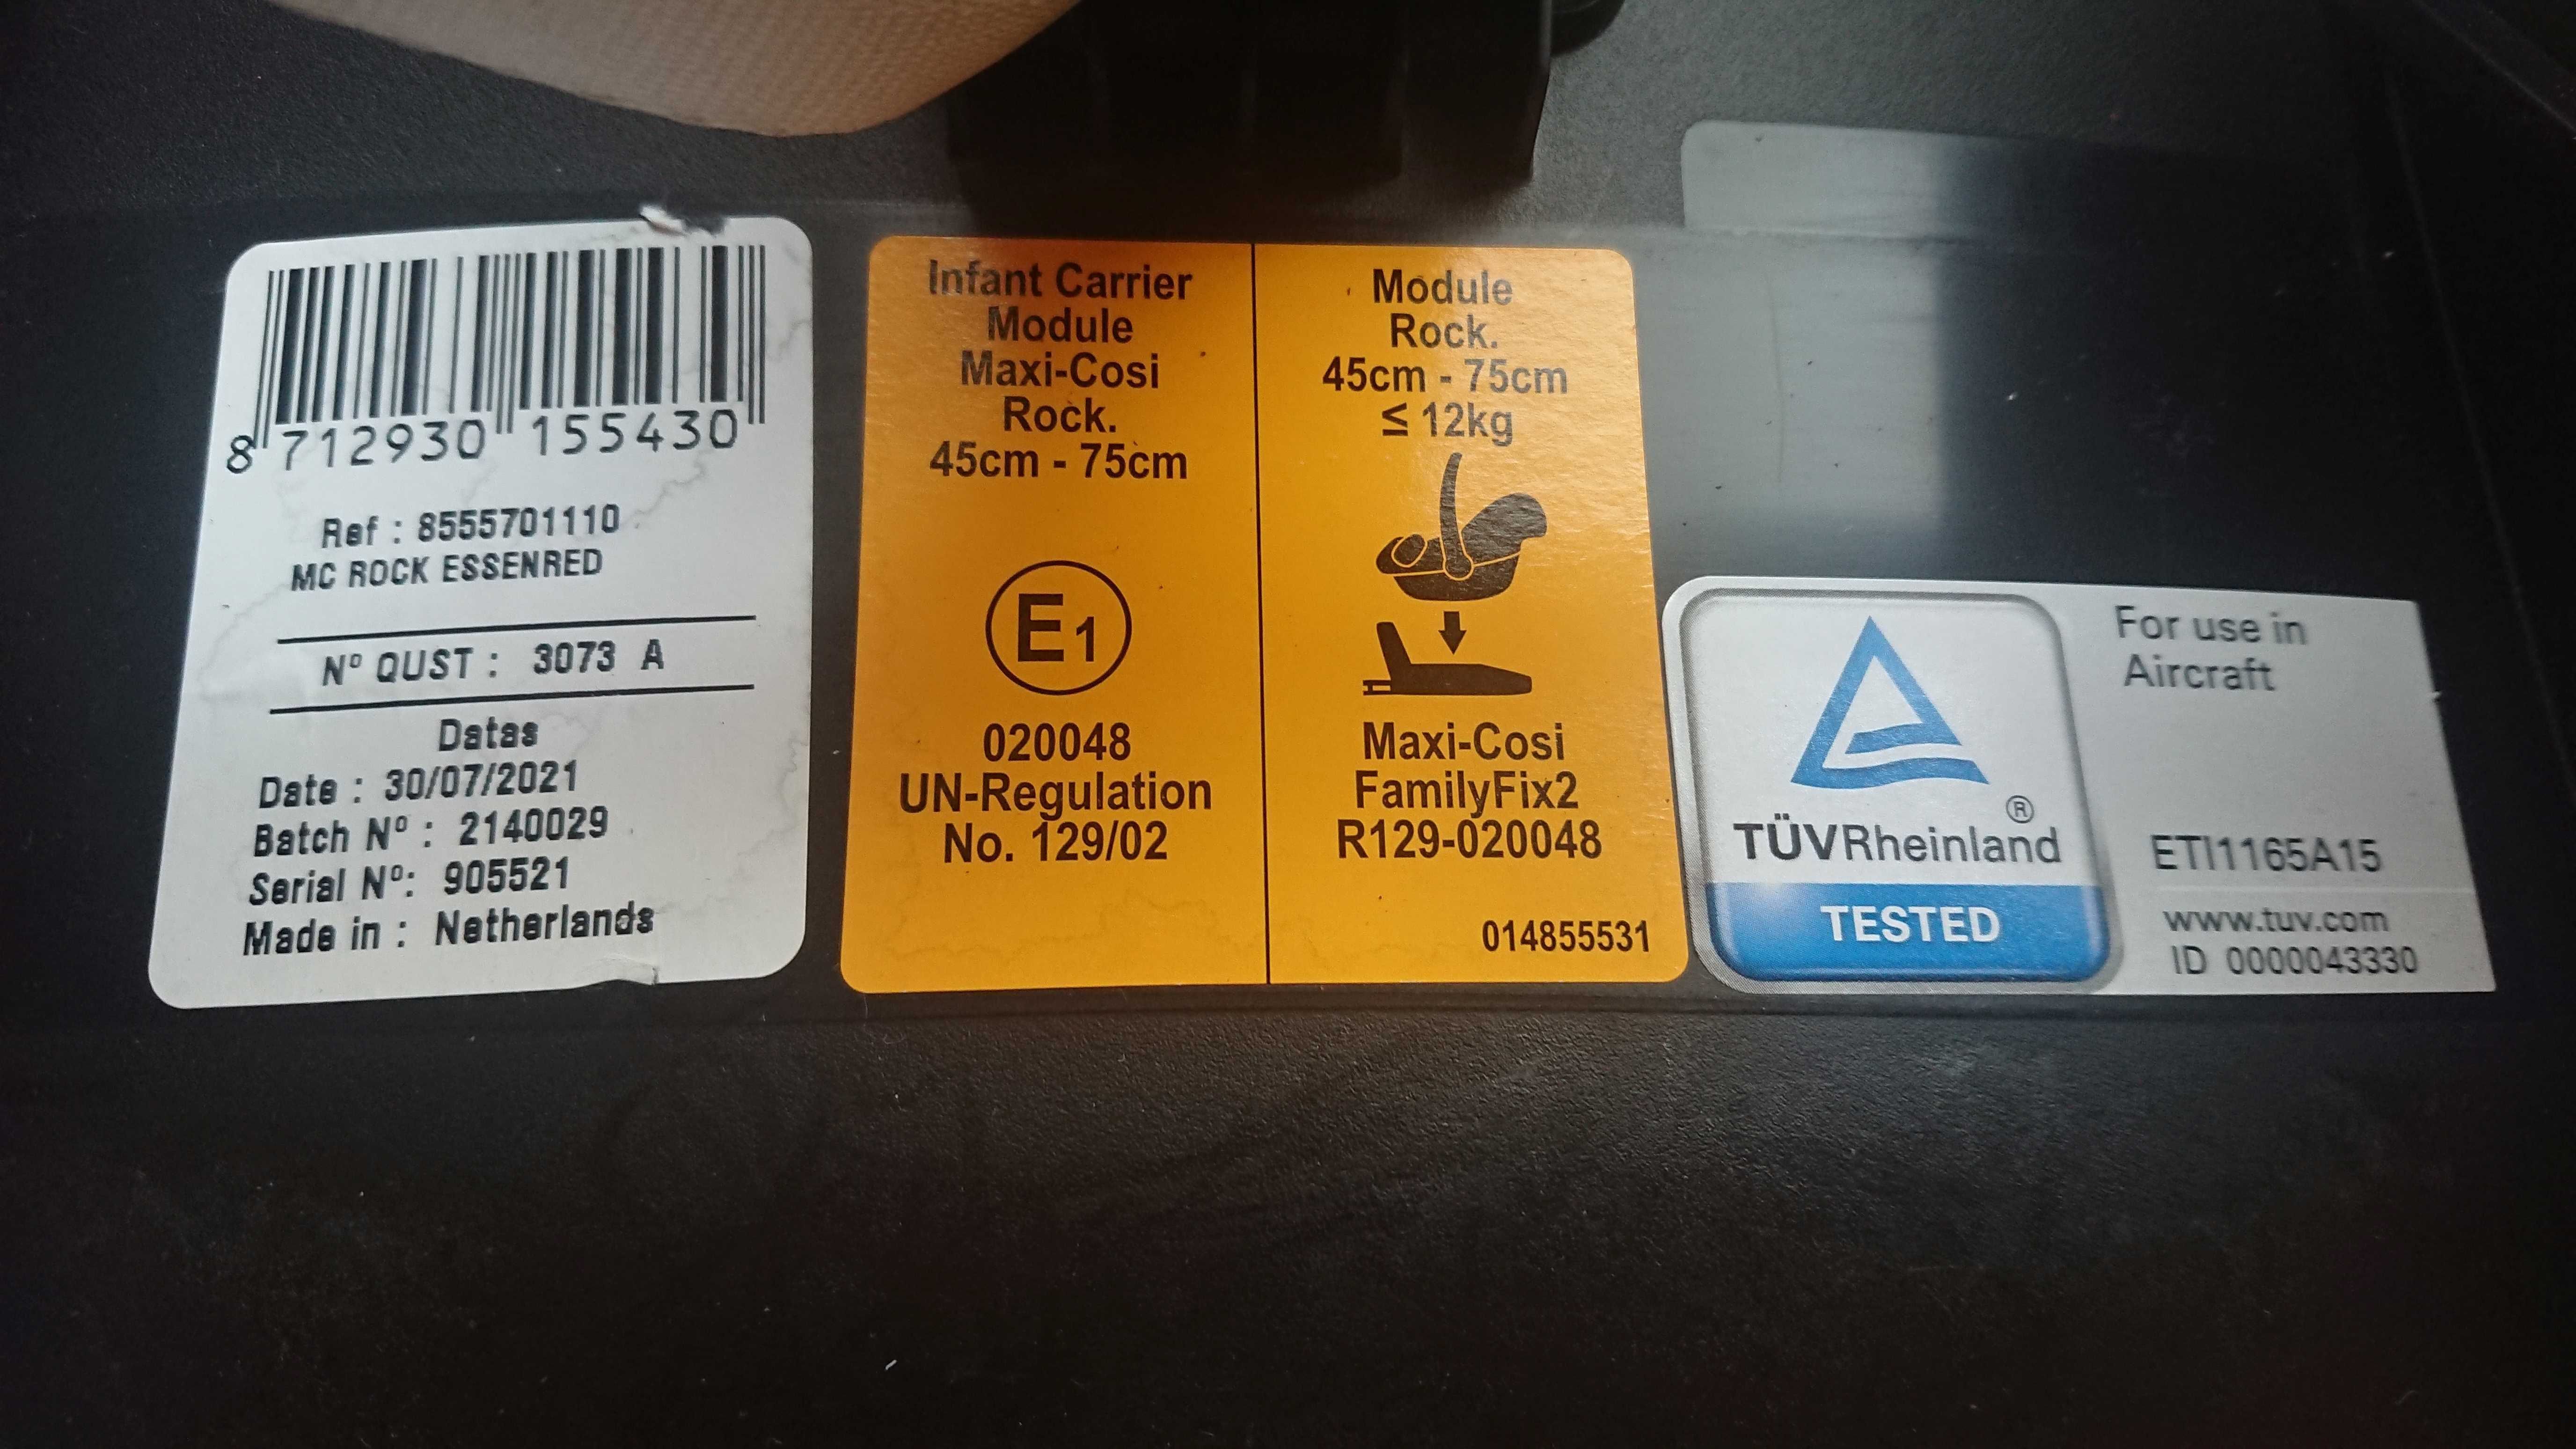 8 712930 155430
Ref : 8555701110
MC ROCK ESSENRED
Nº QUST : 3073 A
Datas
Date : 30/07/2021
Batch Nº : 2140029
Serial Nº: 905521
Made in : Netherlands
Infant Carrier
Module
Maxi-Cosi
Rock.
45cm - 75cm
E1
020048
UN-Regulation
No. 129/02
Module
Rock.
45cm - 75cm
≤ 12kg
Maxi-Cosi
FamilyFix2
R129-020048
014855531
®
TÜVRheinland
TESTED
For use in
Aircraft
ETI1165A15
www.tuv.com
ID 0000043330